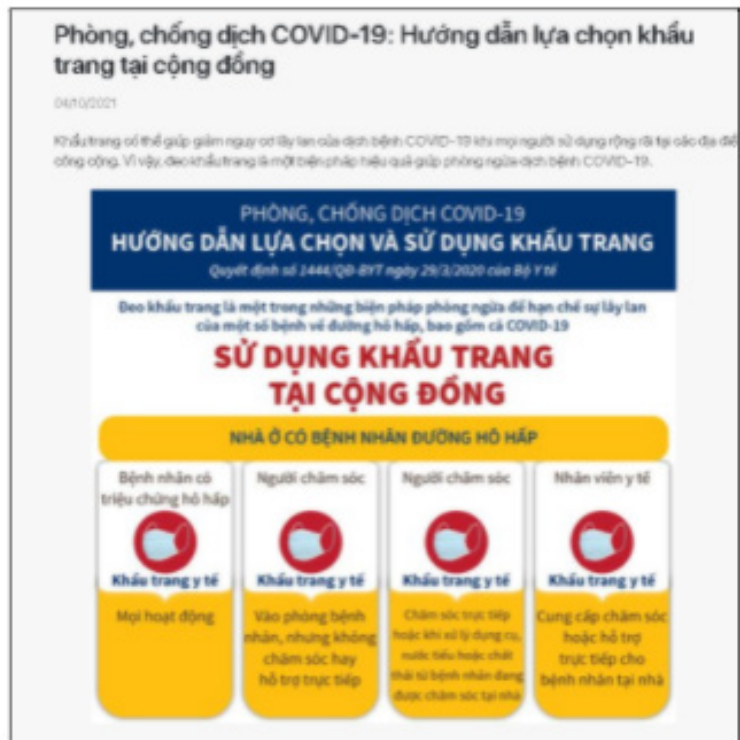 Phòng, chống dịch COVID-19: Hướng dẫn lựa chọn khẩu
trang tại cộng đồng
04/10/2021
Khẩu trang có thể giúp giảm nguy cơ lây lan của dịch bệnh COVID-19 khi mọi người sử dụng rộng rãi tại các địa điể
công cộng. Vì vậy, đeo khẩu trang là một biện pháp hiệu quả giúp phòng ngừa dịch bệnh COVID-19.
PHÒNG, CHỐNG DỊCH COVID-19
HƯỚNG DẪN LỰA CHỌN VÀ SỬ DỤNG KHẨU TRANG
Quyết định số 1444/QĐ-BYT ngày 29/3/2020 của Bộ Y tế
Đeo khẩu trang là một trong những biện pháp phòng ngừa để hạn chế sự lây lan
của một số bệnh về đường hô hấp, bao gồm cả COVID-19
SỬ DỤNG KHẨU TRANG
TẠI CỘNG ĐỒNG
NHÀ Ở CÓ BỆNH NHÂN ĐƯỜNG HÔ HẤP
Bệnh nhân có
triệu chứng hô hấp
Khẩu trang y tế
Mọi hoạt động
Người chăm sóc
Khẩu trang y tế
Vào phòng bệnh
nhân, nhưng không
chăm sóc hay
hỗ trợ trực tiếp
Người chăm sóc
Khẩu trang y tế
Chăm sóc trực tiếp
hoặc khi xử lý dụng cụ,
nước tiểu hoặc chất
thải từ bệnh nhân đang
được chăm sóc tại nhà
Nhân viên y tế
Khẩu trang y tế
Cung cấp chăm sóc
hoặc hỗ trợ
trực tiếp cho
bệnh nhân tại nhà